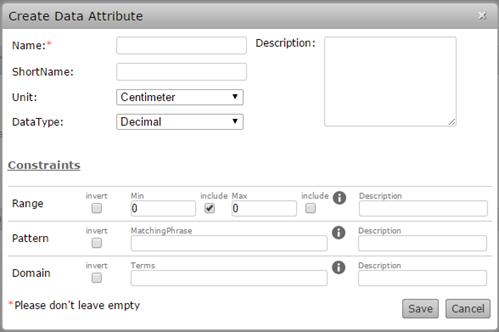 Create Data Attribute ×
Name:* Description:
ShortName:
Unit: Centimeter
DataType: Decimal
Constraints
invert Min include Max include Description
Range 0 0
invert MatchingPhrase Description
Pattern
invert Terms Description
Domain
*Please don't leave empty Save Cancel